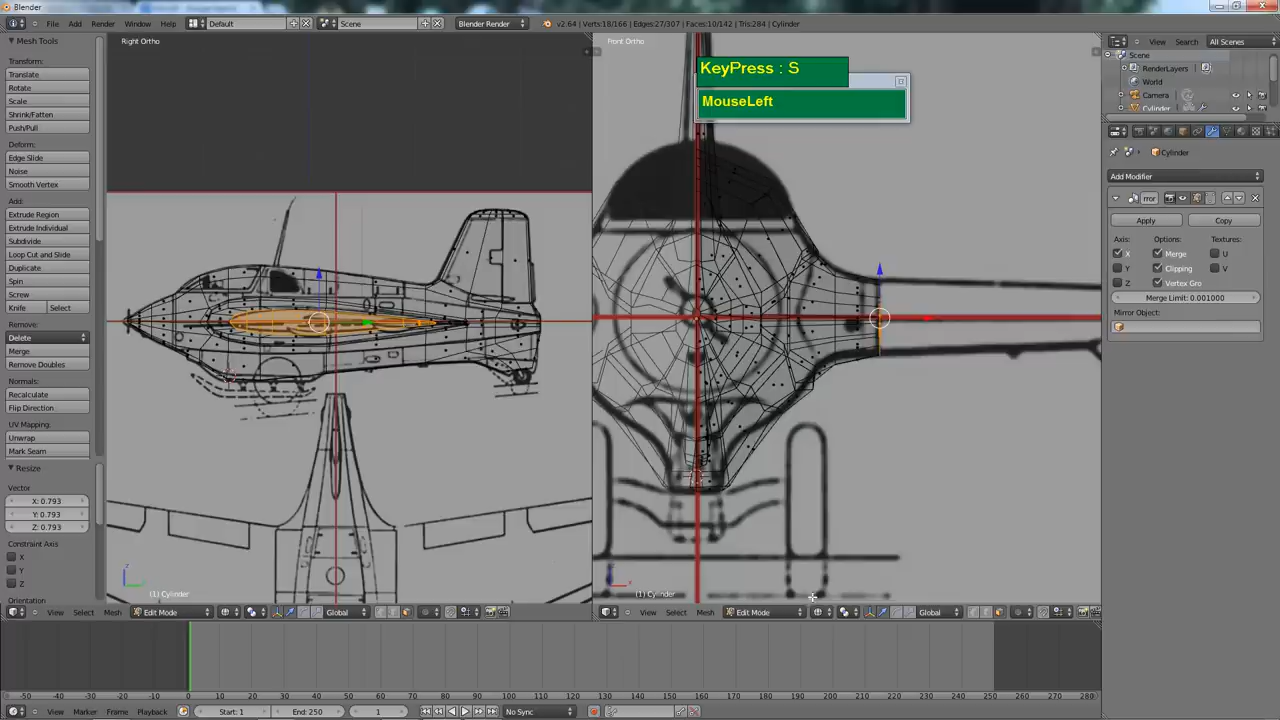 Blender
File Add Render Window Help Default Scene Blender Render v2.64 | Verts:18/166 | Edges:27/307 | Faces:10/142 | Tris:284 | Cylinder
Mesh Tools
Transform:
Translate
Rotate
Scale
Shrink/Fatten
Push/Pull
Deform:
Edge Slide
Noise
Smooth Vertex
Add:
Extrude Region
Extrude Individual
Subdivide
Loop Cut and Slide
Duplicate
Spin
Screw
Knife Select
Remove:
Delete
Merge
Remove Doubles
Normals:
Recalculate
Flip Direction
UV Mapping:
Unwrap
Mark Seam
Resize
Vector
X: 0.793
Y: 0.793
Z: 0.793
Constraint Axis
X
Y
Z
Orientation
Right Ortho
(1) Cylinder
View Select Mesh Edit Mode Global
Front Ortho
KeyPress : S
MouseLeft
(1) Cylinder
View Select Mesh Edit Mode Global
View Search All Scenes
Scene
RenderLayers
World
Camera
Cylinder
Cylinder
Add Modifier
rror
Apply Copy
Axis: Options: Textures:
X Merge U
Y Clipping V
Z Vertex Gro
Merge Limit: 0.001000
Mirror Object:
-50 -40 -30 -20 -10 0 10 20 30 40 50 60 70 80 90 100 110 120 130 140 150 160 170 180 190 200 210 220 230 240 250 260 270 280
View Marker Frame Playback Start: 1 End: 250 1 No Sync